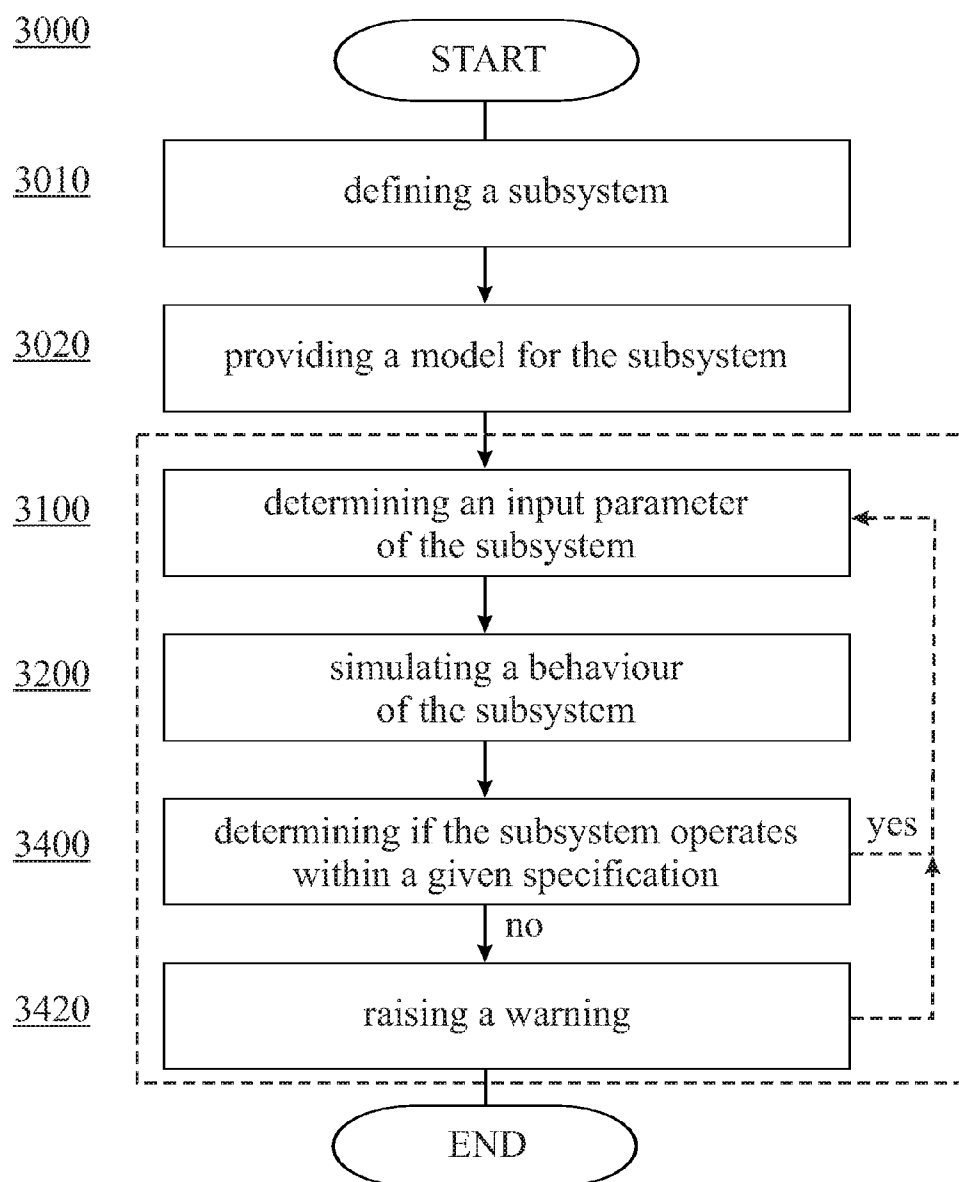 3000
START
3010
defining a subsystem
3020
providing a model for the subsystem
3100
determining an input parameter
of the subsystem
3200
simulating a behaviour
of the subsystem
3400
determining if the subsystem operates
within a given specification
yes
no
3420
raising a warning
END